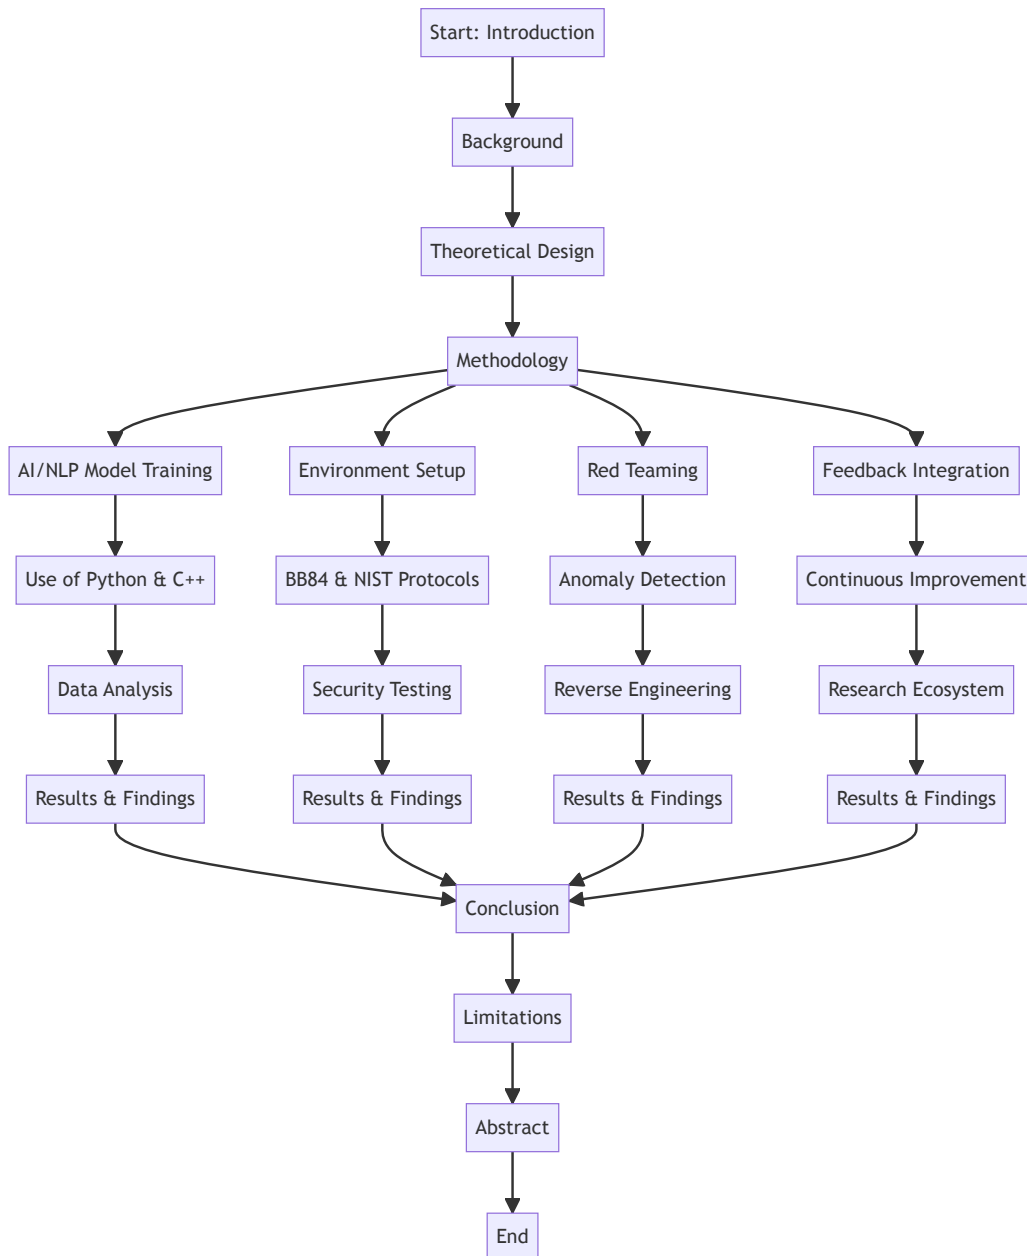 Start: Introduction
Background
Theoretical Design
Methodology
AI/NLP Model Training
Environment Setup
Red Teaming
Feedback Integration
Use of Python & C++
BB84 & NIST Protocols
Anomaly Detection
Continuous Improvement
Data Analysis
Security Testing
Reverse Engineering
Research Ecosystem
Results & Findings
Results & Findings
Results & Findings
Results & Findings
Conclusion
Limitations
Abstract
End